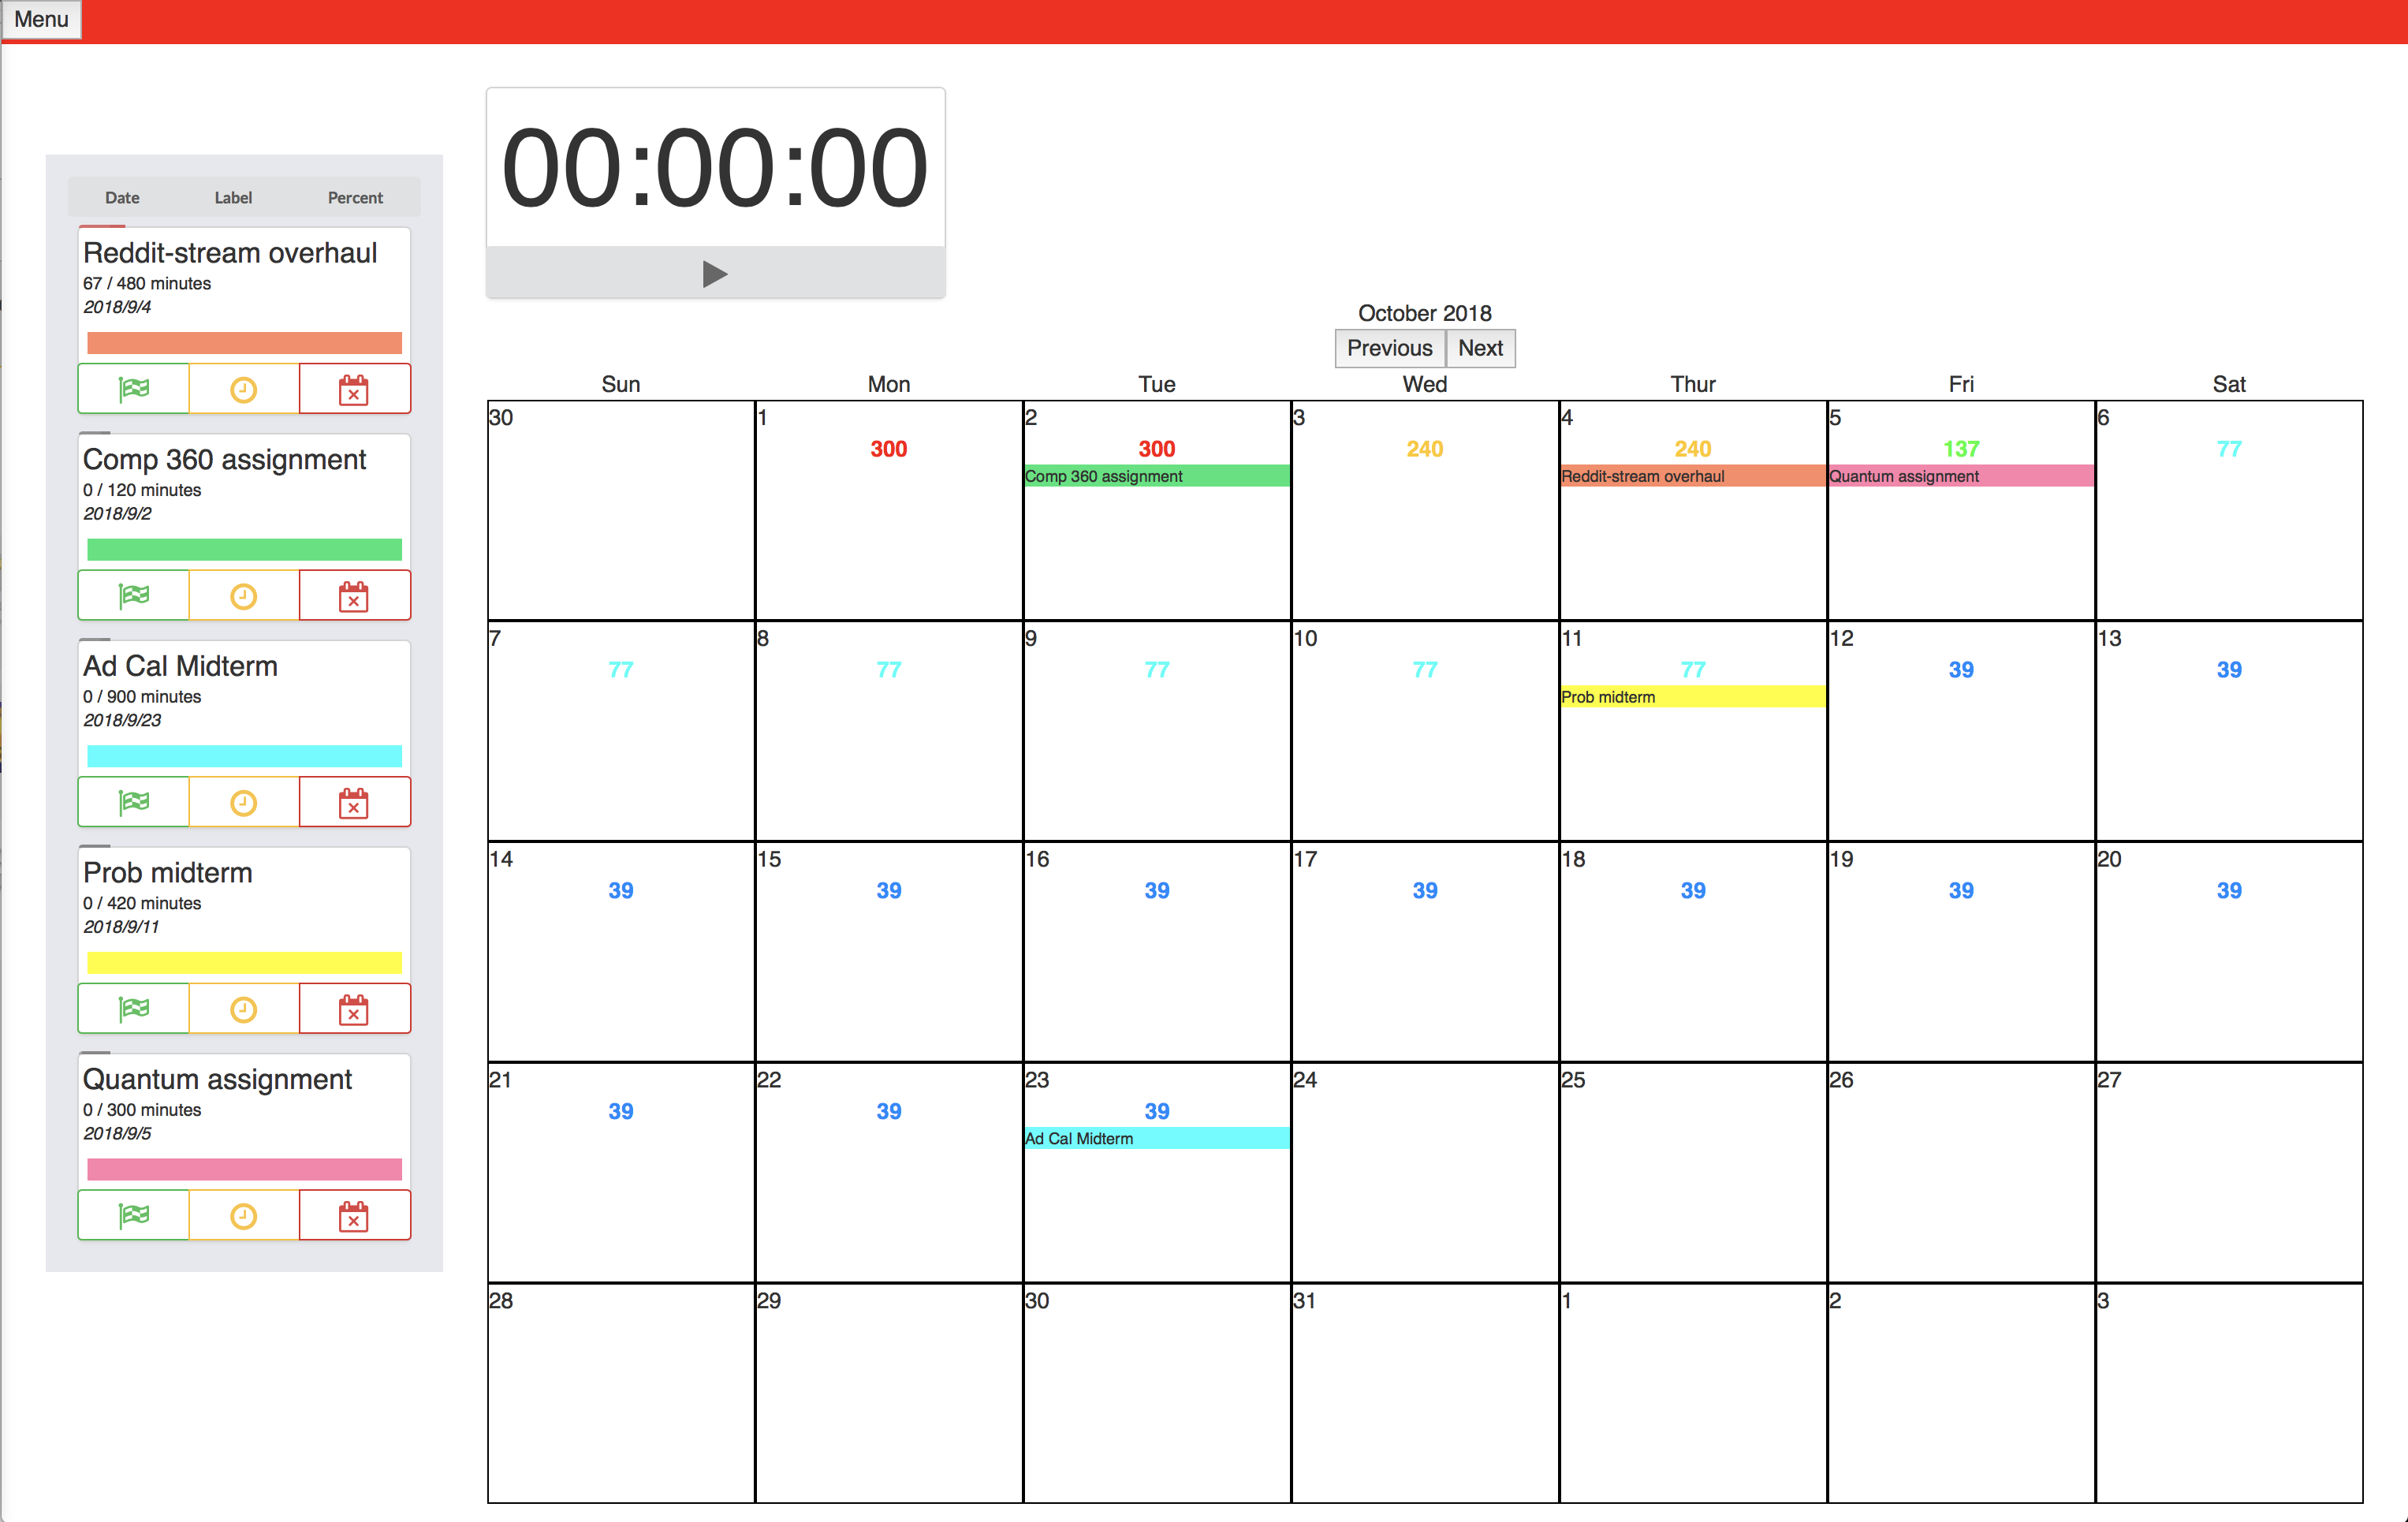 Menu
00:00:00
Date Label Percent
Reddit-stream overhaul
67 / 480 minutes
2018/9/4
Comp 360 assignment
0 / 120 minutes
2018/9/2
Ad Cal Midterm
0 / 900 minutes
2018/9/23
Prob midterm
0 / 420 minutes
2018/9/11
Quantum assignment
0 / 300 minutes
2018/9/5
October 2018
Previous Next
Sun Mon Tue Wed Thur Fri Sat
30 1 2 3 4 5 6
300 300 240 240 137 77
Comp 360 assignment Reddit-stream overhaul Quantum assignment
7 8 9 10 11 12 13
77 77 77 77 77 39 39
Prob midterm
14 15 16 17 18 19 20
39 39 39 39 39 39 39
21 22 23 24 25 26 27
39 39 39
Ad Cal Midterm
28 29 30 31 1 2 3